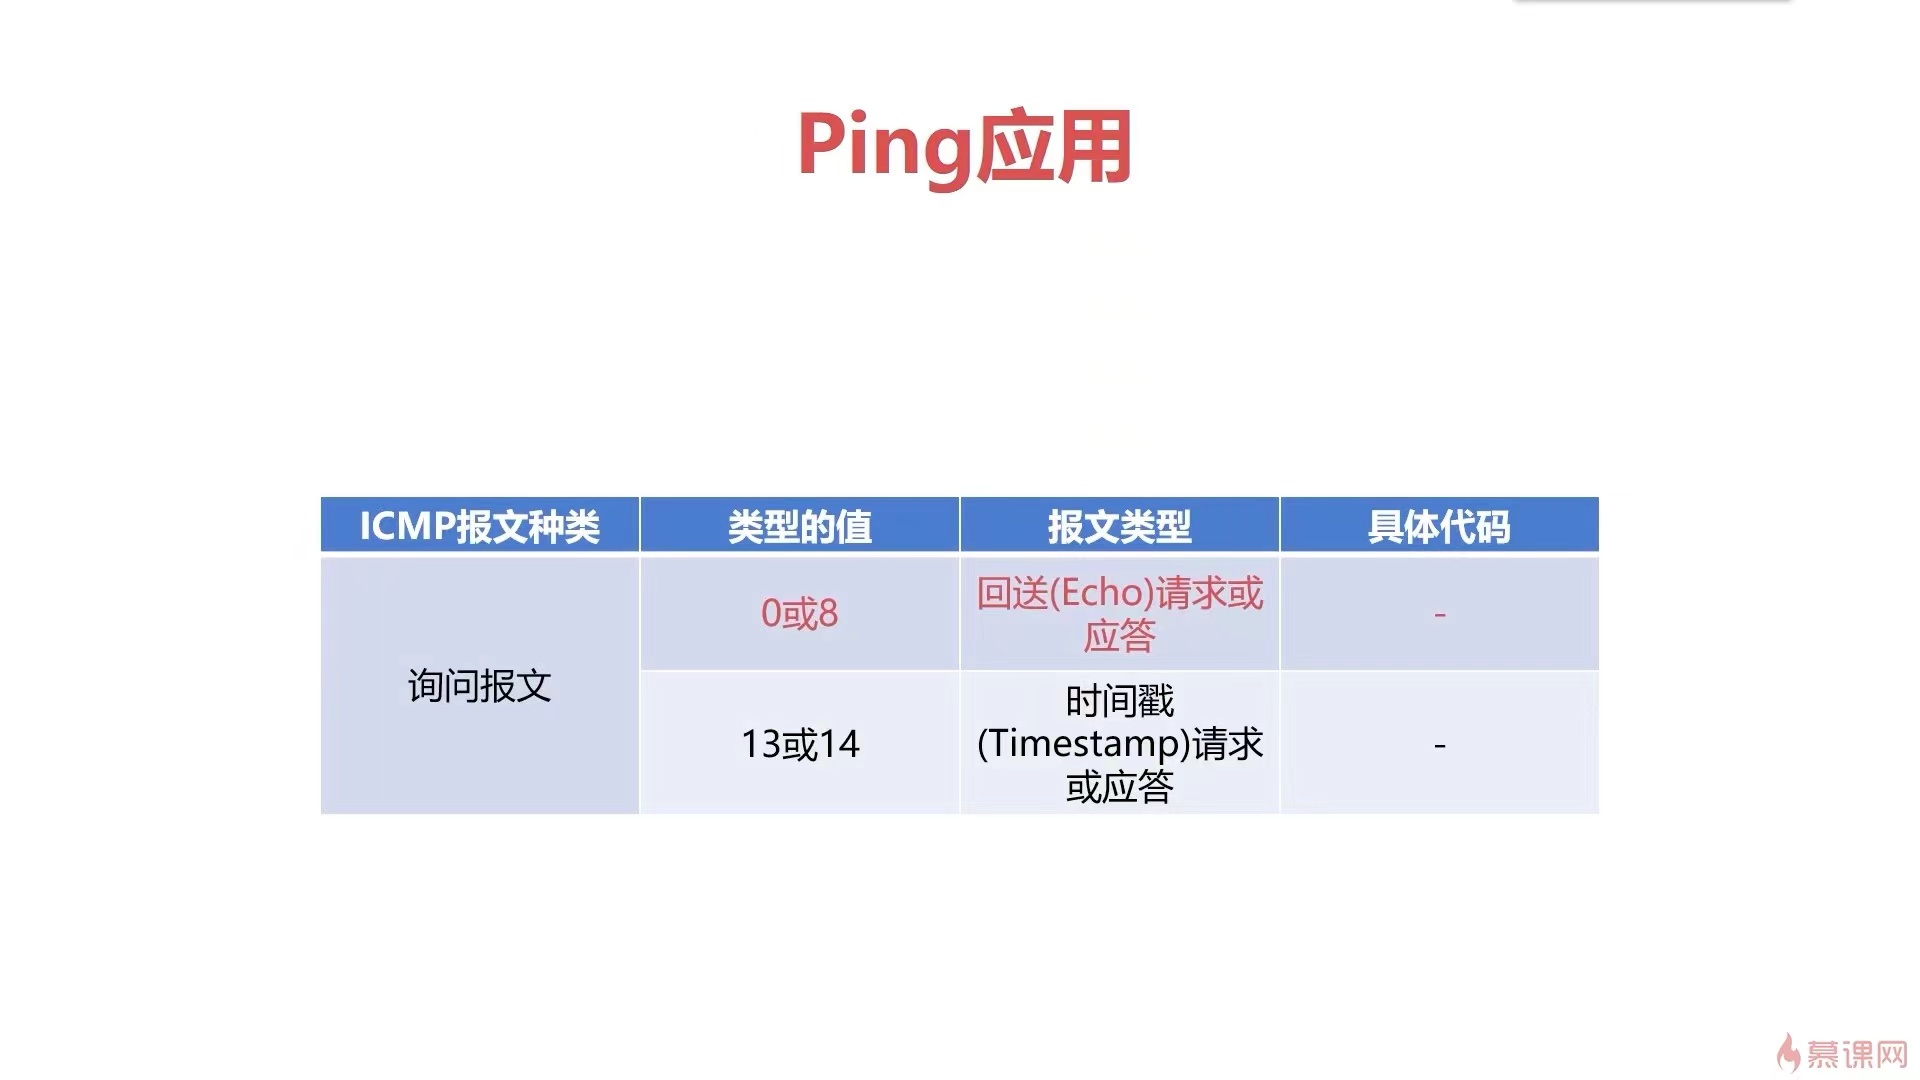 Ping应用
ICMP报文种类 类型的值 报文类型 具体代码
询问报文
0或8
回送(Echo)请求或
应答
-
13或14
时间戳
(Timestamp)请求
或应答
-
慕课网